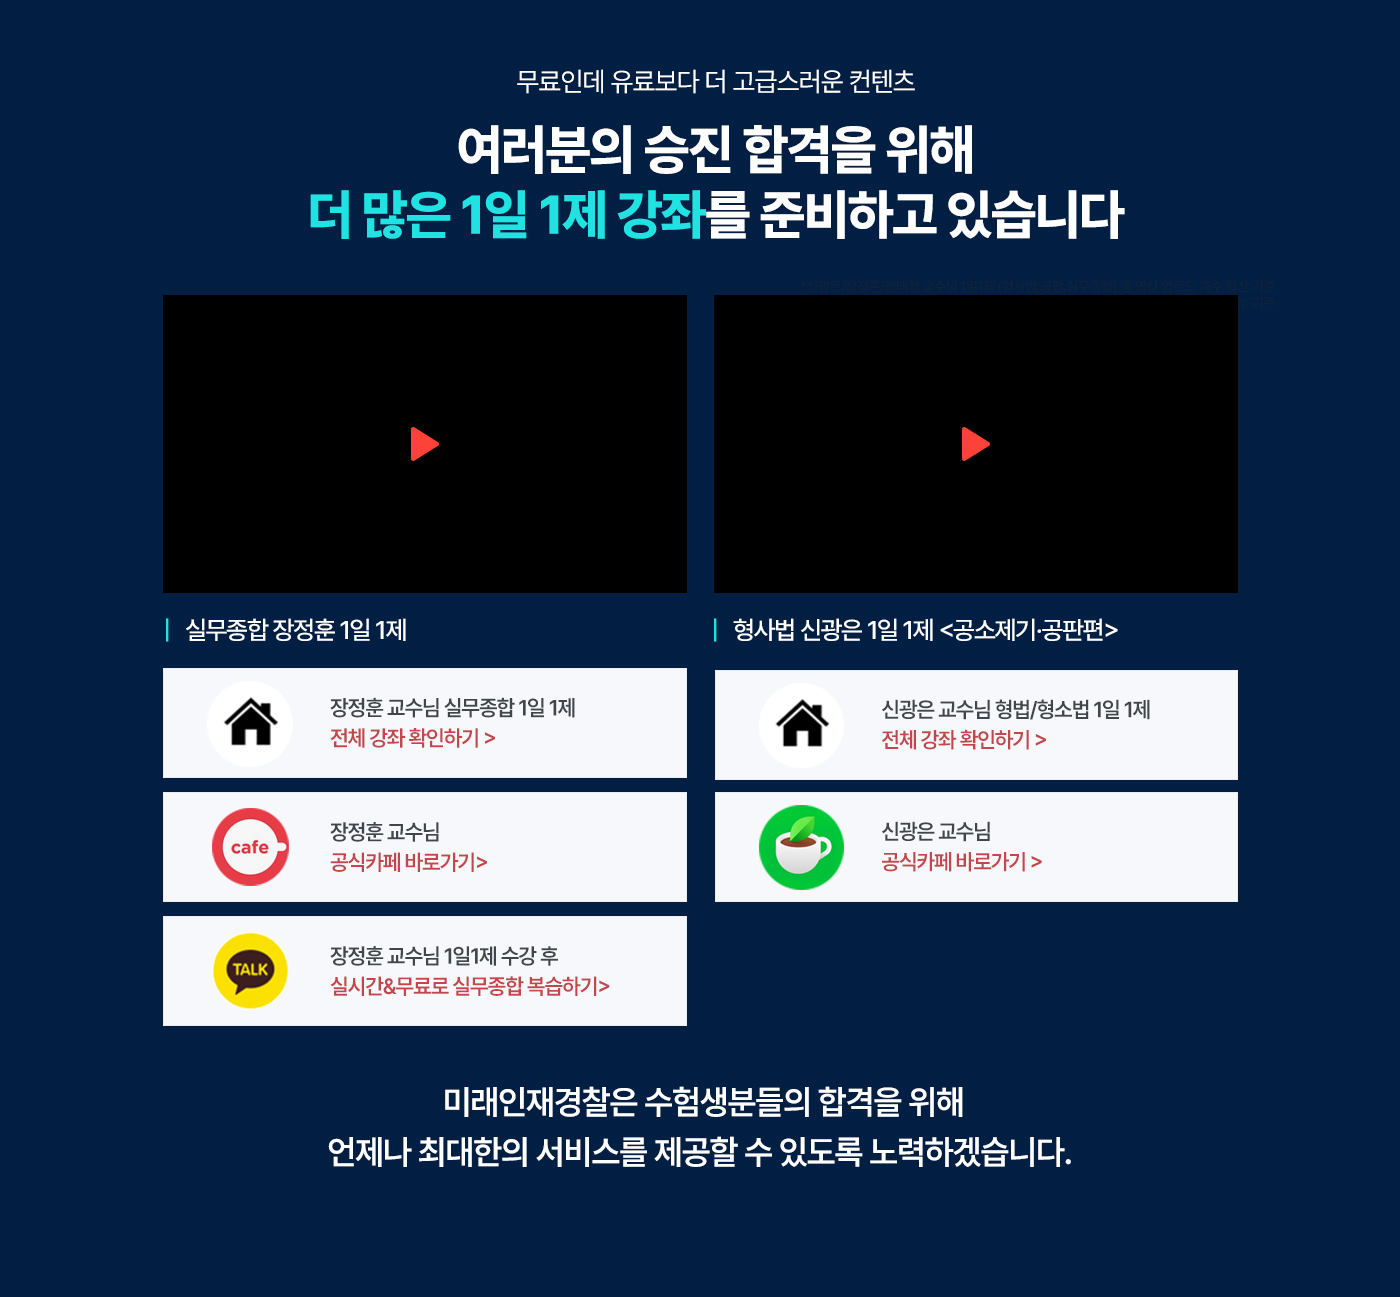 무료인데 유료보다 더 고급스러운 컨텐츠
여러분의 승진 합격을 위해
더 많은 1일 1제 강좌를 준비하고 있습니다
실무종합 장정훈 1일 1제
장정훈 교수님 실무종합 1일 1제
전체 강좌 확인하기 >
cafe
장정훈 교수님
공식카페 바로가기>
TALK
장정훈 교수님 1일1제 수강 후
실시간&무료로 실무종합 복습하기>
형사법 신광은 1일 1제 <공소제기·공판편>
신광은 교수님 형법/형소법 1일 1제
전체 강좌 확인하기 >
신광은 교수님
공식카페 바로가기 >
미래인재경찰은 수험생분들의 합격을 위해
언제나 최대한의 서비스를 제공할 수 있도록 노력하겠습니다.